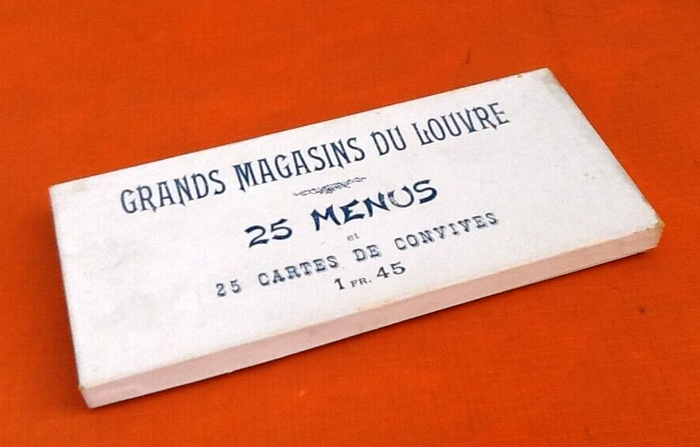 GRANDS MAGASINS DU LOUVRE
25 MENUS
et
25 CARTES DE CONVIVES
1 FR. 45